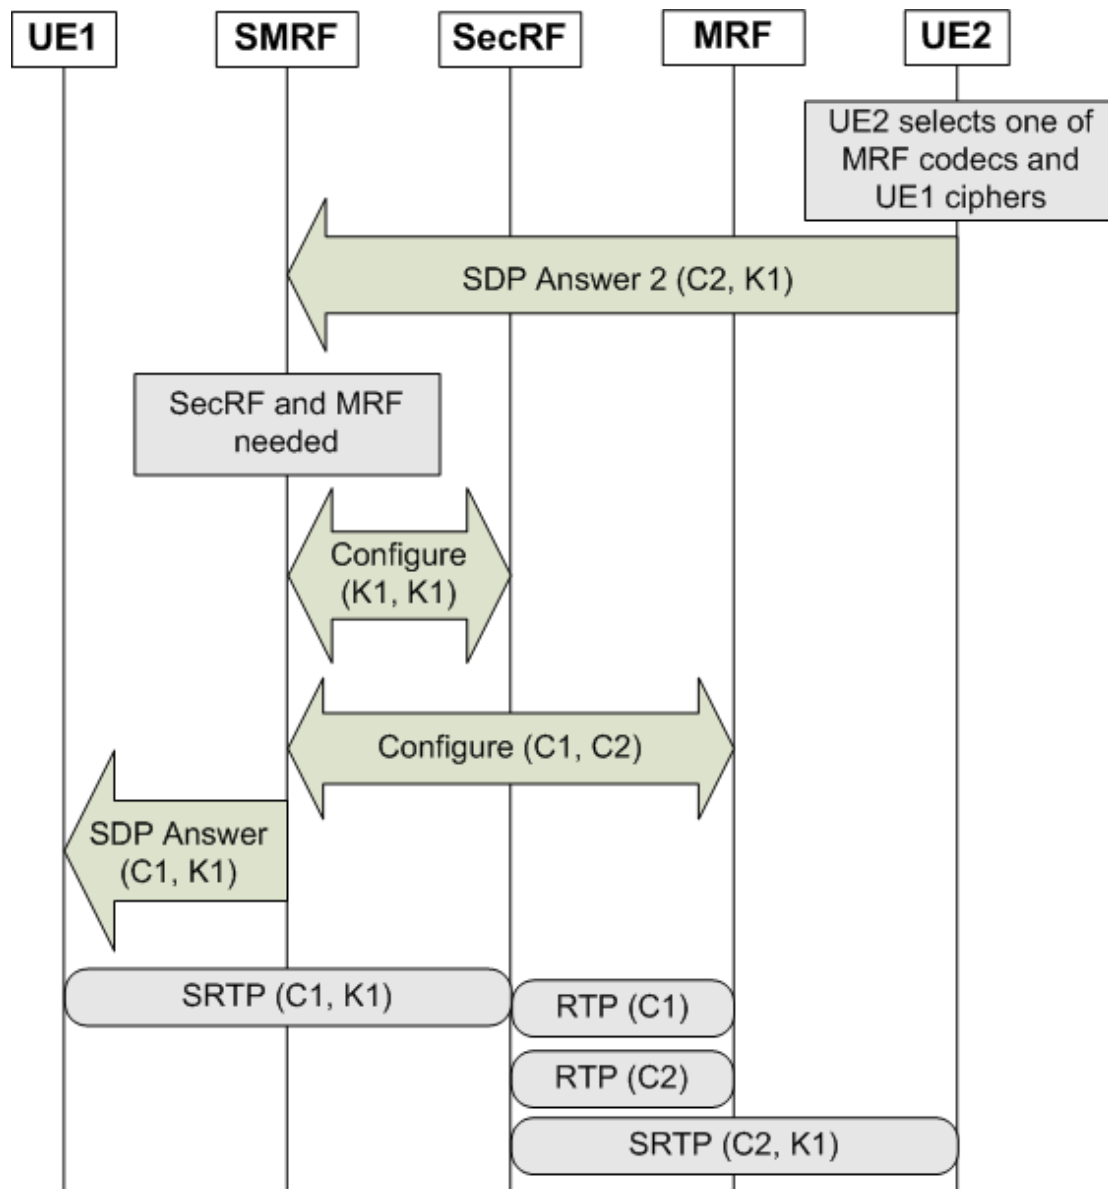 UE1
SMRF
SecRF
MRF
UE2
UE2 selects one of
MRF codecs and
UE1 ciphers
SDP Answer 2 (C2, K1)
SecRF and MRF
needed
Configure
(K1, K1)
Configure (C1, C2)
SDP Answer
(C1, K1)
SRTP (C1, K1)
RTP (C1)
RTP (C2)
SRTP (C2, K1)